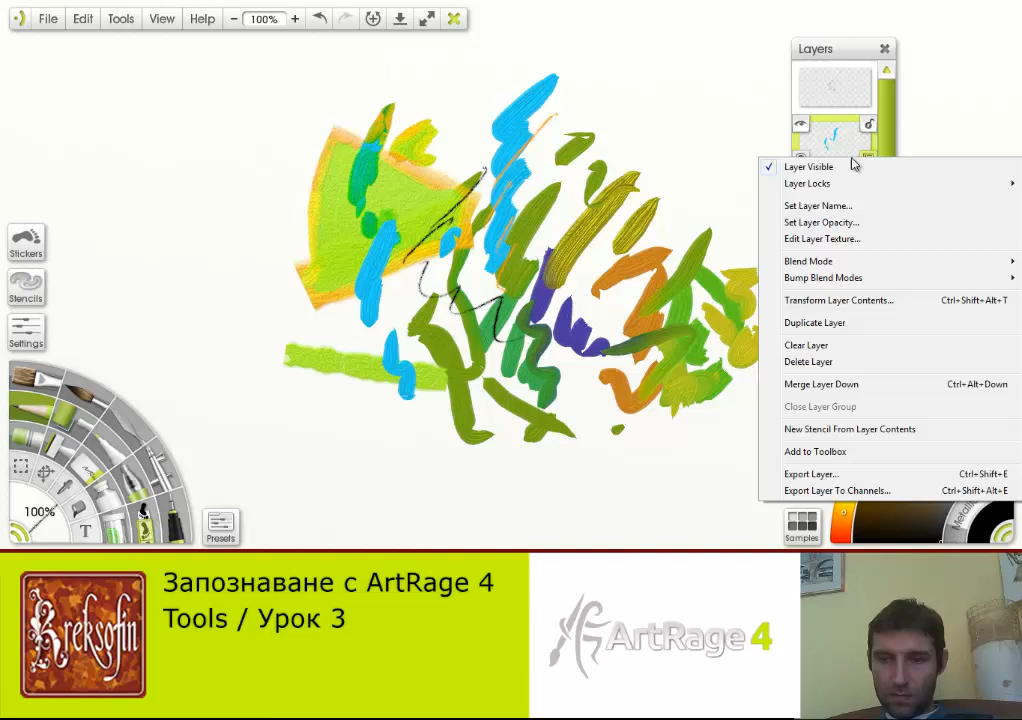 File Edit Tools View Help − 100% +
Layers
Layer Visible
Layer Locks
Set Layer Name...
Set Layer Opacity...
Edit Layer Texture...
Blend Mode
Bump Blend Modes
Transform Layer Contents... Ctrl+Shift+Alt+T
Duplicate Layer
Clear Layer
Delete Layer
Merge Layer Down Ctrl+Alt+Down
Close Layer Group
New Stencil From Layer Contents
Add to Toolbox
Export Layer... Ctrl+Shift+E
Export Layer To Channels... Ctrl+Shift+Alt+E
Stickers
Stencils
Settings
100%
T
Presets
Samples
Metallic
Kreksofin
Запознаване с ArtRage 4
Tools / Урок 3
ArtRage 4